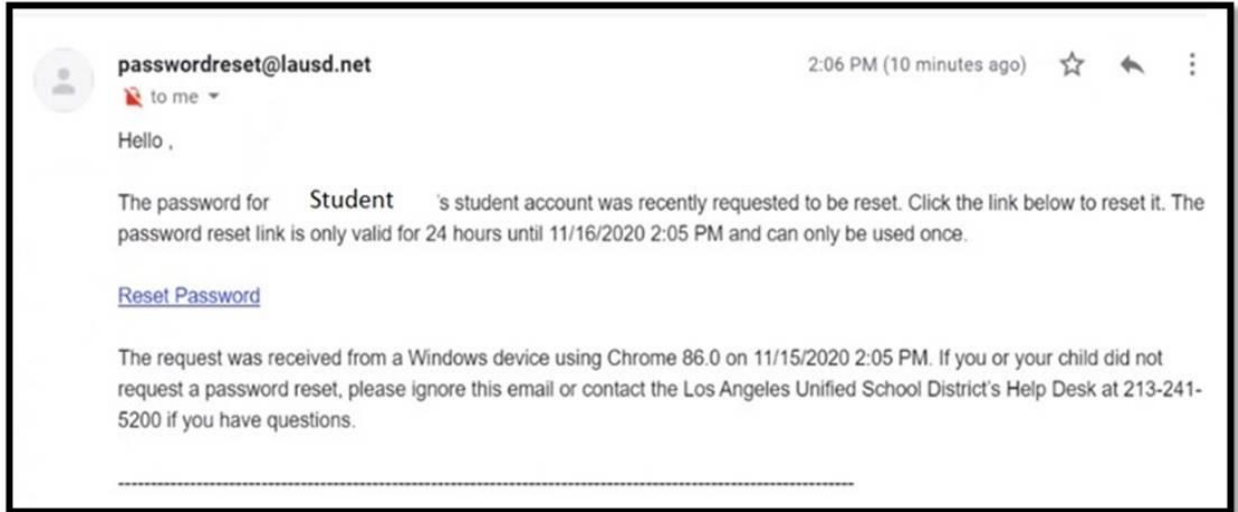 passwordreset@lausd.net 2:06 PM (10 minutes ago)
to me
Hello ,
The password for Student 's student account was recently requested to be reset. Click the link below to reset it. The
password reset link is only valid for 24 hours until 11/16/2020 2:05 PM and can only be used once.
Reset Password
The request was received from a Windows device using Chrome 86.0 on 11/15/2020 2:05 PM. If you or your child did not
request a password reset, please ignore this email or contact the Los Angeles Unified School District's Help Desk at 213-241-
5200 if you have questions.